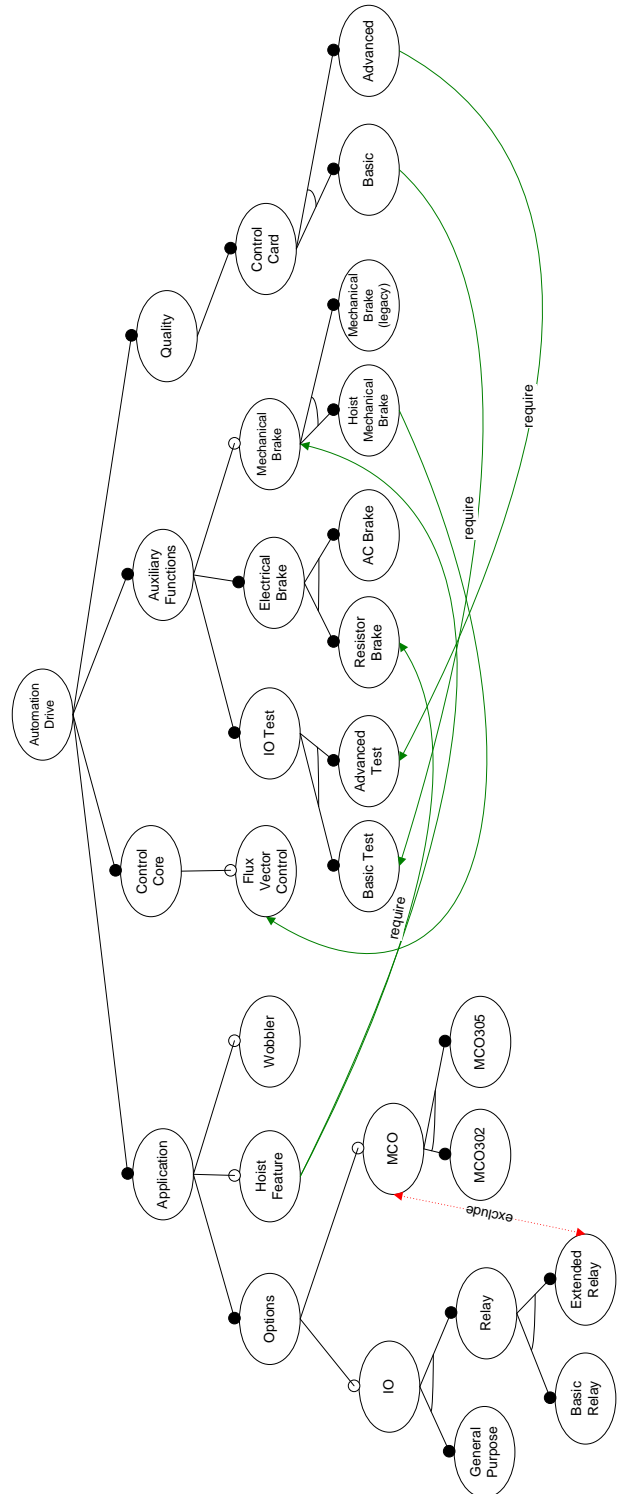 Automation
Drive
Application
Control
Core
Auxiliary
Functions
Quality
Options
Hoist
Feature
Wobbler
Flux
Vector
Control
IO Test
Electrical
Brake
Mechanical
Brake
Control
Card
IO
MCO
Basic Test
Advanced
Test
Resistor
Brake
AC Brake
Hoist
Mechanical
Brake
Mechanical
Brake
(legacy)
Basic
Advanced
General
Purpose
Relay
MCO302
MCO305
Basic
Relay
Extended
Relay
exclude
require
require
require